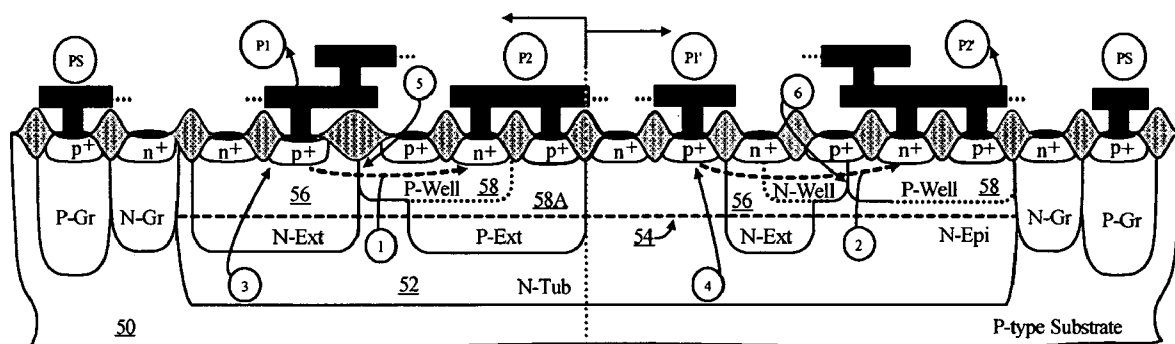 PS P1 5 P2 P1' 6 P2' PS
p+ n+ n+ p+ p+ n+ p+ n+ p+ n+ p+ n+ p+ n+ p+
P-Gr N-Gr 56 P-Well 58 58A 56 N-Well P-Well 58 N-Gr P-Gr
N-Ext 1 P-Ext 54 N-Ext 2 N-Epi
3 52 N-Tub 4
50 P-type Substrate